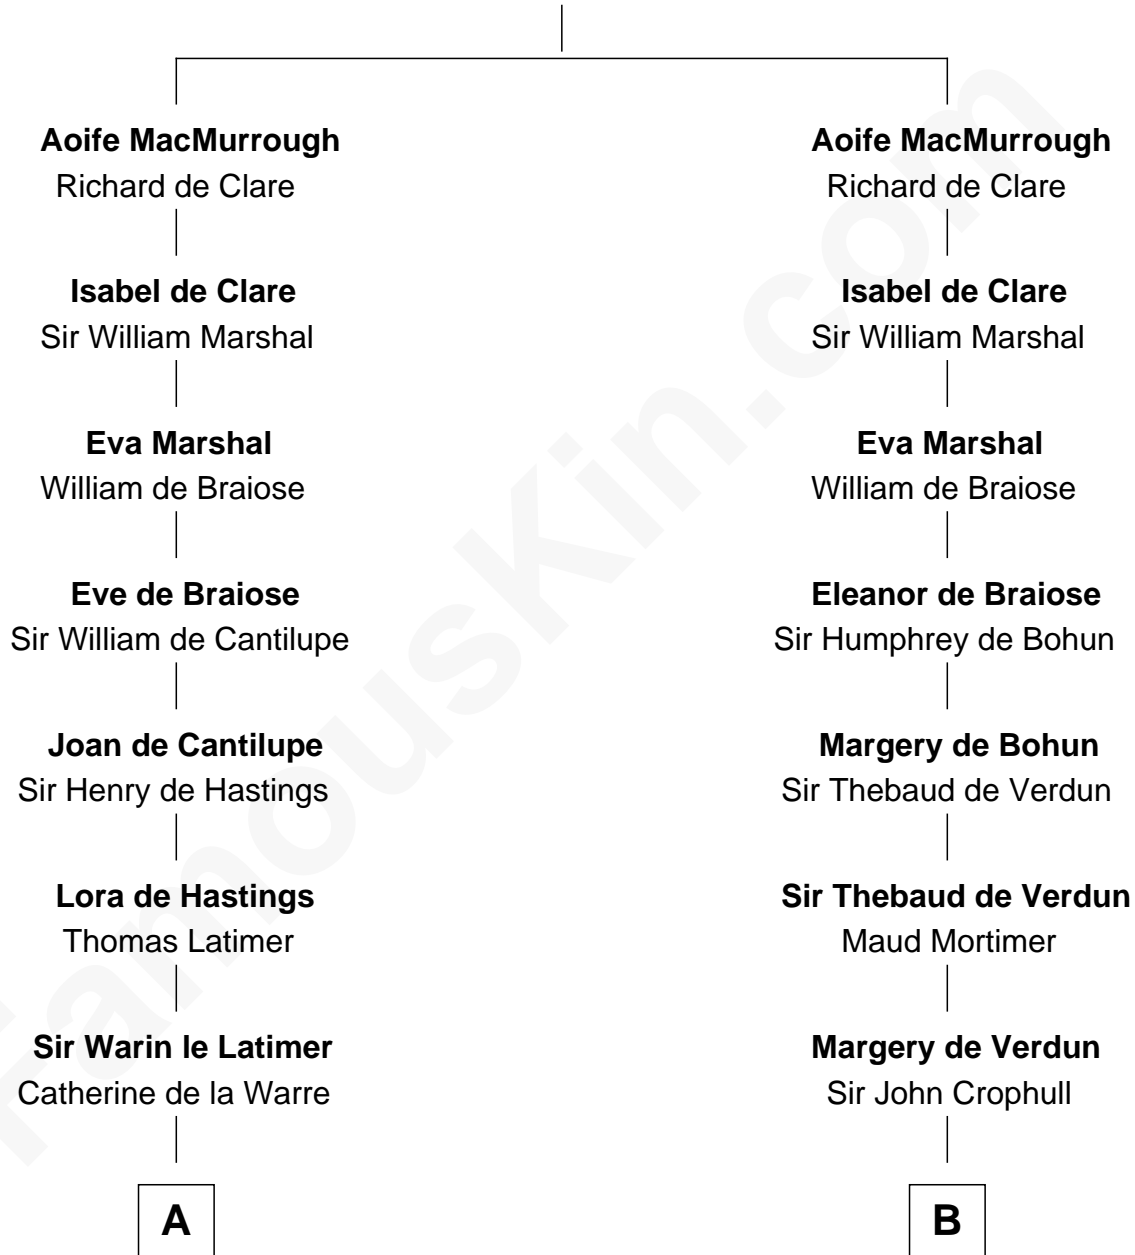 Aoife MacMurrough
Richard de Clare
Isabel de Clare
Sir William Marshal
Eva Marshal
William de Braiose
Eve de Braiose
Sir William de Cantilupe
Joan de Cantilupe
Sir Henry de Hastings
Lora de Hastings
Thomas Latimer
Sir Warin le Latimer
Catherine de la Warre
A
Aoife MacMurrough
Richard de Clare
Isabel de Clare
Sir William Marshal
Eva Marshal
William de Braiose
Eleanor de Braiose
Sir Humphrey de Bohun
Margery de Bohun
Sir Thebaud de Verdun
Sir Thebaud de Verdun
Maud Mortimer
Margery de Verdun
Sir John Crophull
B
FamousKin.com